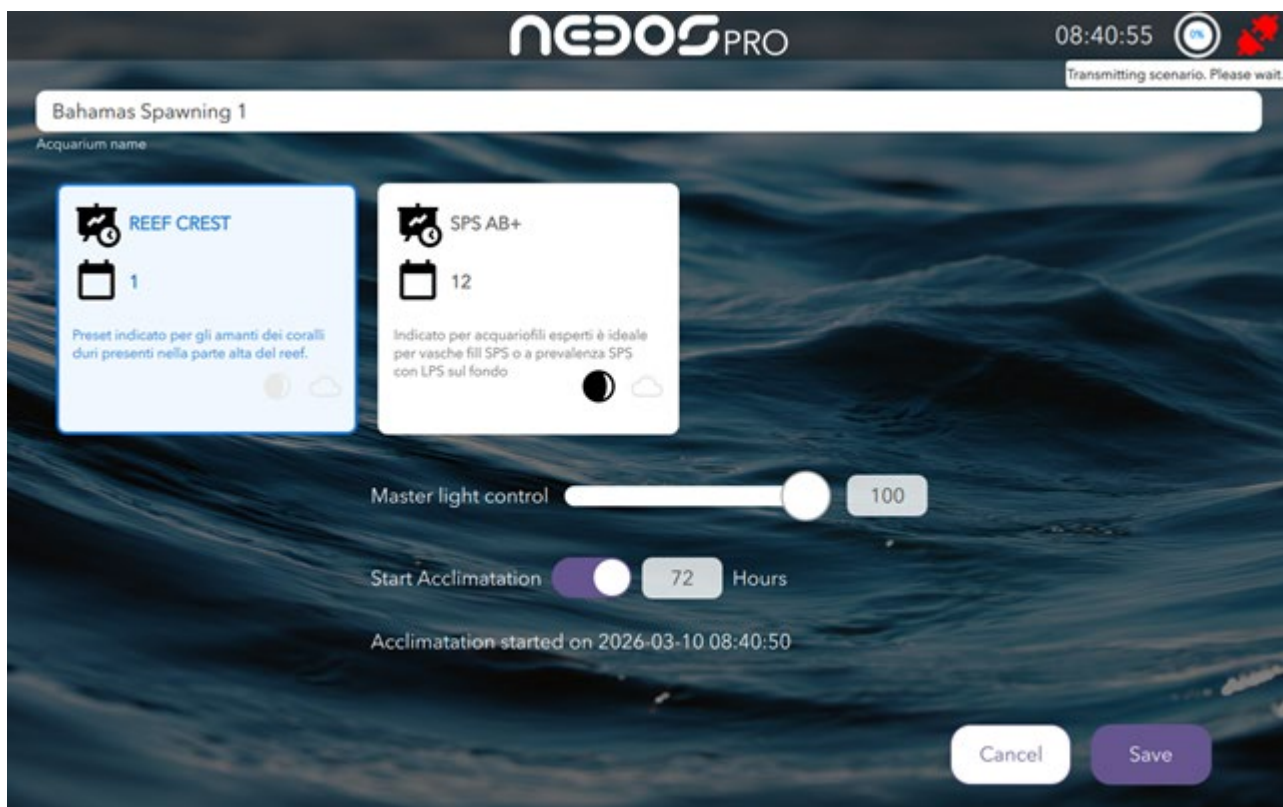 NEEOS PRO
08:40:55
0%
Transmitting scenario. Please wait.
Bahamas Spawning 1
Acquarium name
REEF CREST
1
Preset indicato per gli amanti dei coralli
duri presenti nella parte alta del reef.
SPS AB+
12
Indicato per acquariofili esperti è ideale
per vasche fill SPS o a prevalenza SPS
con LPS sul fondo
Master light control
100
Start Acclimatation
72
Hours
Acclimatation started on 2026-03-10 08:40:50
Cancel
Save